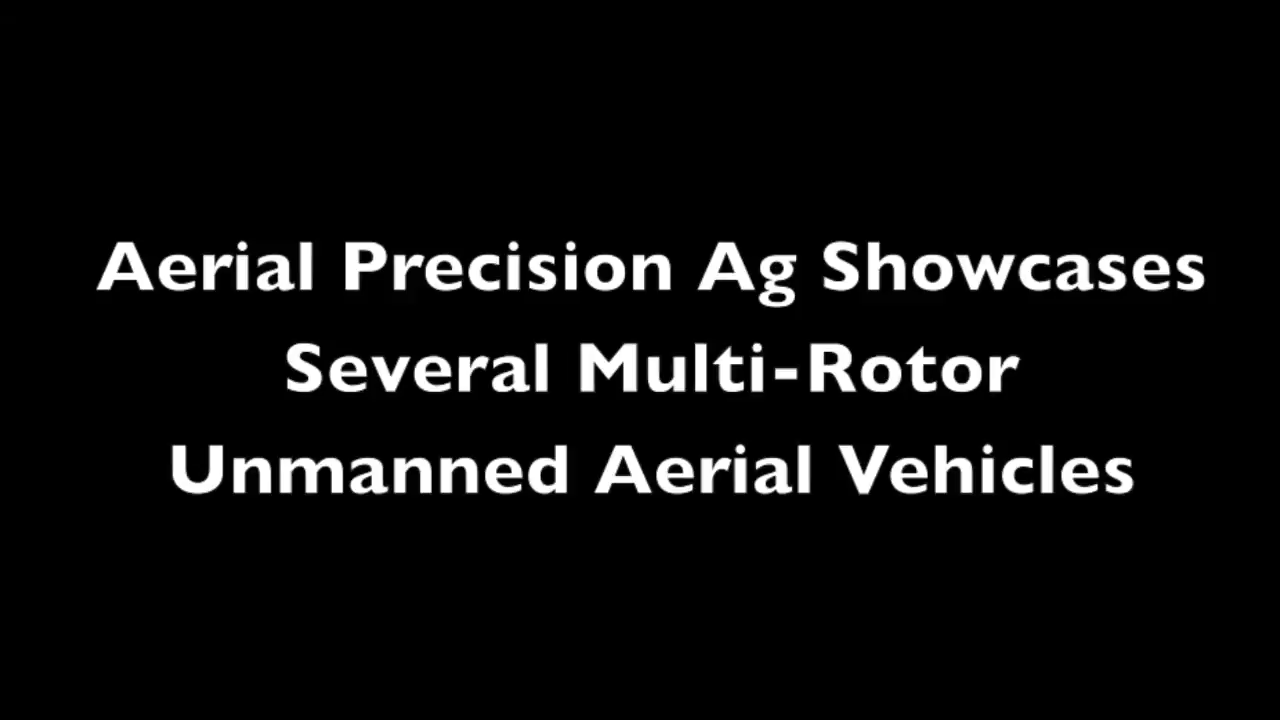 Aerial Precision Ag Showcases
Several Multi-Rotor
Unmanned Aerial Vehicles